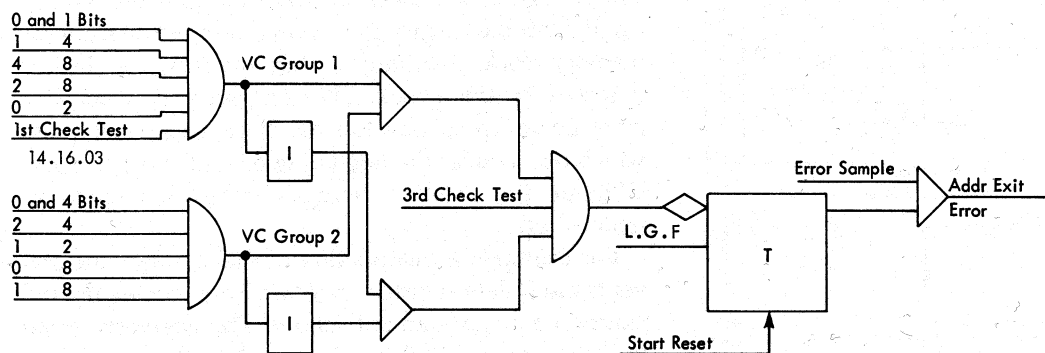 0 and 1 Bits
1 4
4 8
2 8
0 2
1st Check Test
14.16.03
VC Group 1
I
0 and 4 Bits
2 4
1 2
0 8
1 8
VC Group 2
I
3rd Check Test
L.G.F
T
Start Reset
Error Sample
Addr Exit
Error